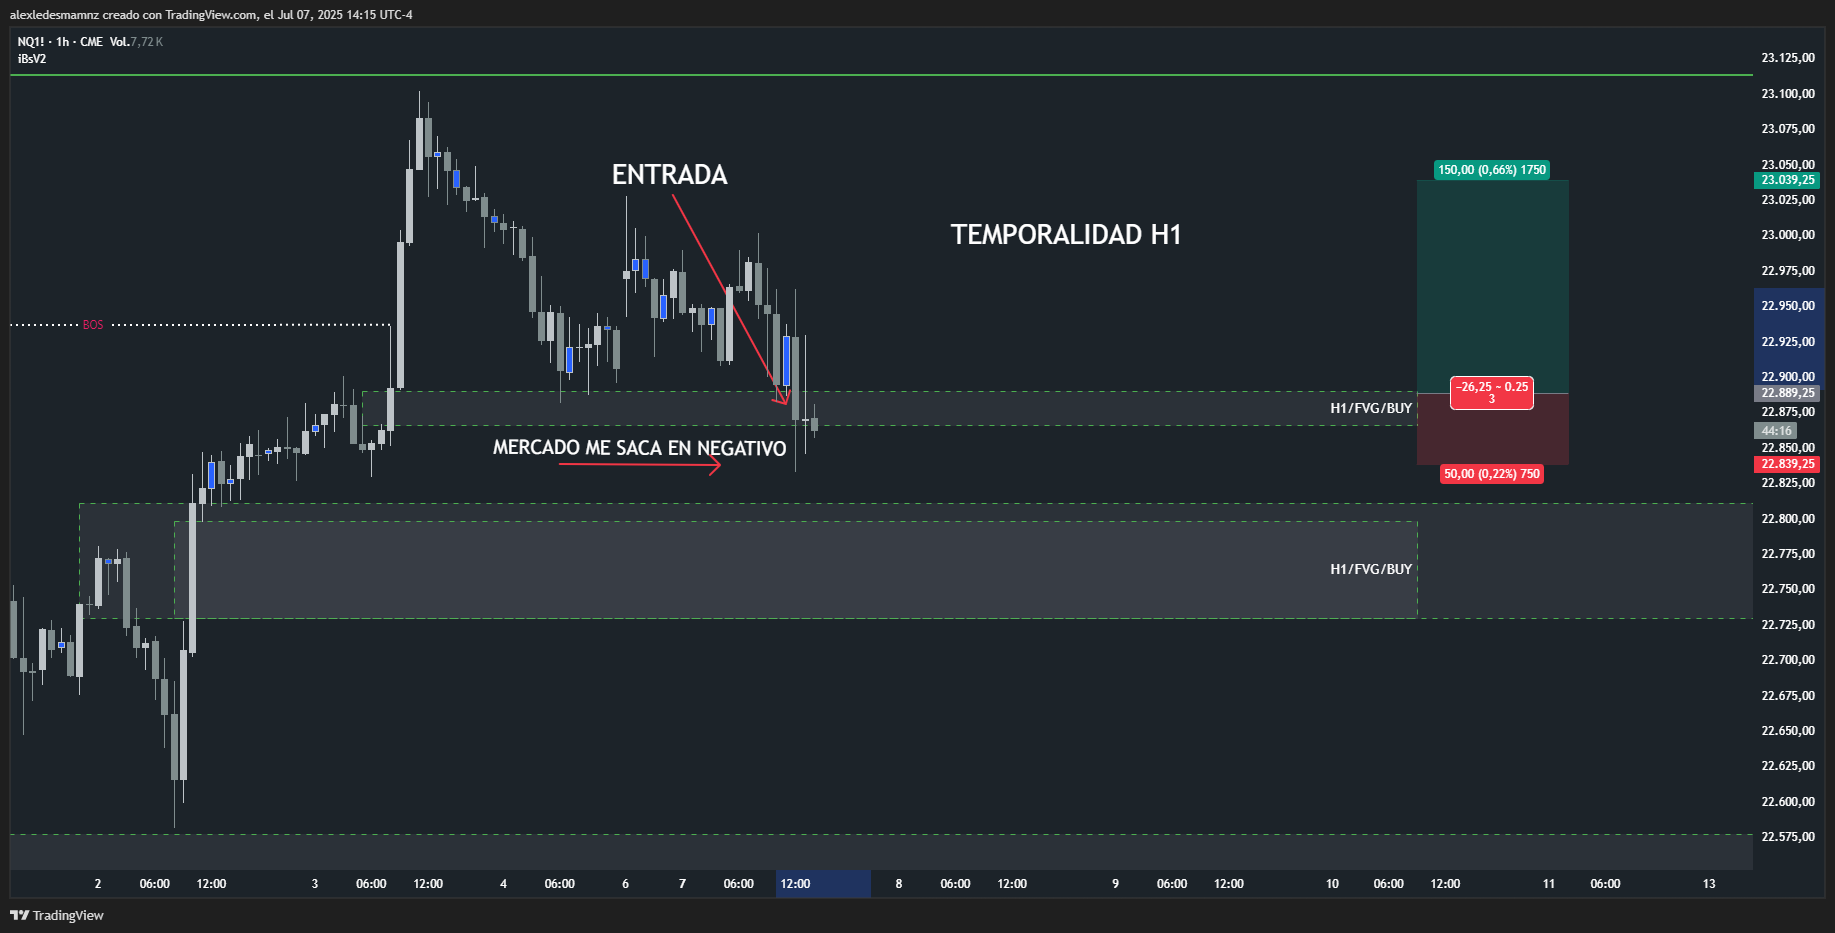 alexledesmamnz creado con TradingView.com, el Jul 07, 2025 14:15 UTC-4
NQ1! · 1h · CME Vol.7,72 K
iBsV2
23.125,00
23.100,00
23.075,00
23.050,00
23.039,25
23.025,00
23.000,00
22.975,00
22.950,00
22.925,00
22.900,00
22.889,25
22.875,00
44:16
22.850,00
22.839,25
22.825,00
22.800,00
22.775,00
22.750,00
22.725,00
22.700,00
22.675,00
22.650,00
22.625,00
22.600,00
22.575,00
ENTRADA
TEMPORALIDAD H1
150,00 (0,66%) 1750
BOS
−26,25 ~ 0.25
3
H1/FVG/BUY
MERCADO ME SACA EN NEGATIVO
50,00 (0,22%) 750
H1/FVG/BUY
2 06:00 12:00 3 06:00 12:00 4 06:00 6 7 06:00 12:00 8 06:00 12:00 9 06:00 12:00 10 06:00 12:00 11 06:00 13
TradingView